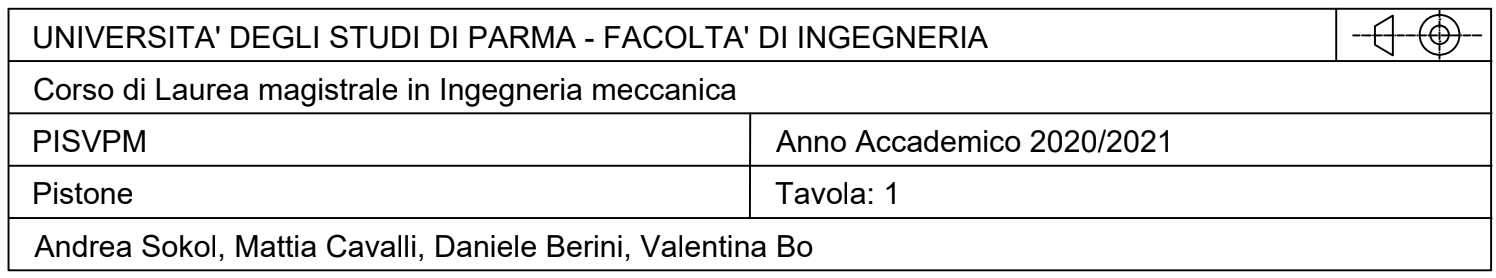 UNIVERSITA' DEGLI STUDI DI PARMA - FACOLTA' DI INGEGNERIA
Corso di Laurea magistrale in Ingegneria meccanica
PISVPM
Anno Accademico 2020/2021
Pistone
Tavola: 1
Andrea Sokol, Mattia Cavalli, Daniele Berini, Valentina Bo